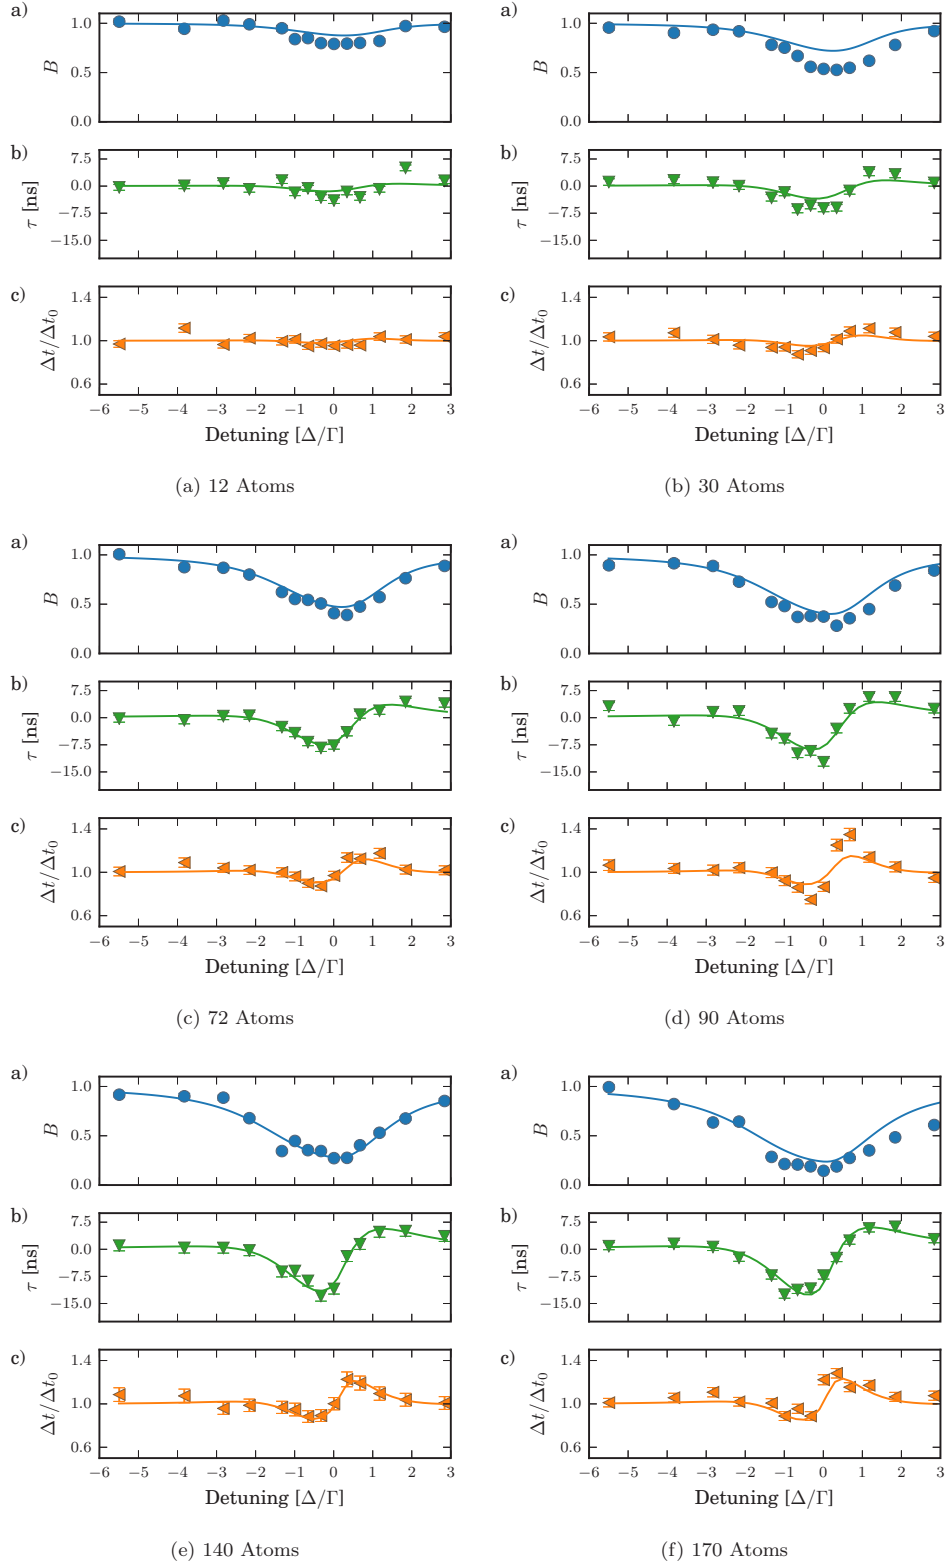 a)
B
1.0
0.5
0.0
b)
τ [ns]
7.5
0.0
−7.5
−15.0
c)
Δt/Δt₀
1.4
1.0
0.6
−6 −5 −4 −3 −2 −1 0 1 2 3
Detuning [Δ/Γ]
(a) 12 Atoms
a)
B
1.0
0.5
0.0
b)
τ [ns]
7.5
0.0
−7.5
−15.0
c)
Δt/Δt₀
1.4
1.0
0.6
−6 −5 −4 −3 −2 −1 0 1 2 3
Detuning [Δ/Γ]
(b) 30 Atoms
a)
B
1.0
0.5
0.0
b)
τ [ns]
7.5
0.0
−7.5
−15.0
c)
Δt/Δt₀
1.4
1.0
0.6
−6 −5 −4 −3 −2 −1 0 1 2 3
Detuning [Δ/Γ]
(c) 72 Atoms
a)
B
1.0
0.5
0.0
b)
τ [ns]
7.5
0.0
−7.5
−15.0
c)
Δt/Δt₀
1.4
1.0
0.6
−6 −5 −4 −3 −2 −1 0 1 2 3
Detuning [Δ/Γ]
(d) 90 Atoms
a)
B
1.0
0.5
0.0
b)
τ [ns]
7.5
0.0
−7.5
−15.0
c)
Δt/Δt₀
1.4
1.0
0.6
−6 −5 −4 −3 −2 −1 0 1 2 3
Detuning [Δ/Γ]
(e) 140 Atoms
a)
B
1.0
0.5
0.0
b)
τ [ns]
7.5
0.0
−7.5
−15.0
c)
Δt/Δt₀
1.4
1.0
0.6
−6 −5 −4 −3 −2 −1 0 1 2 3
Detuning [Δ/Γ]
(f) 170 Atoms